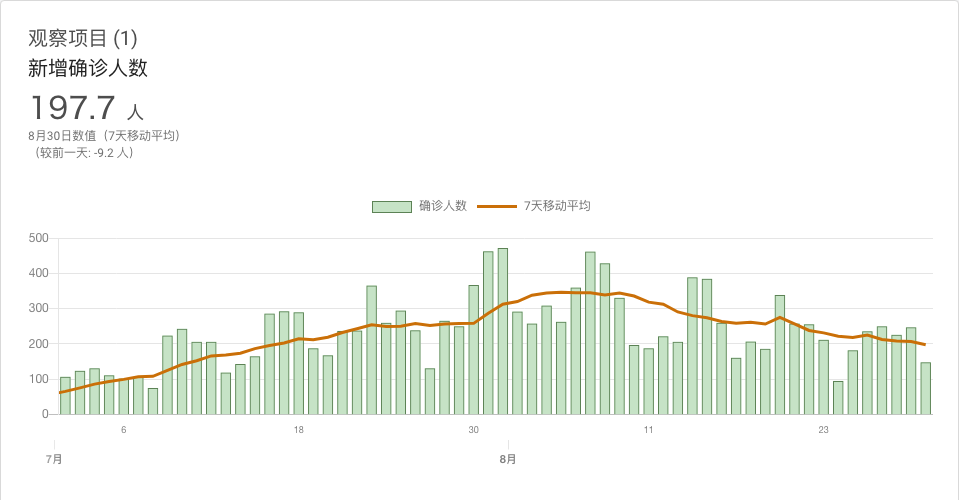 观察项目 (1)
新增确诊人数
197.7 人
8月30日数值（7天移动平均）
（较前一天: -9.2 人）
确诊人数 7天移动平均
500
400
300
200
100
0
6 18 30 11 23
7月 8月